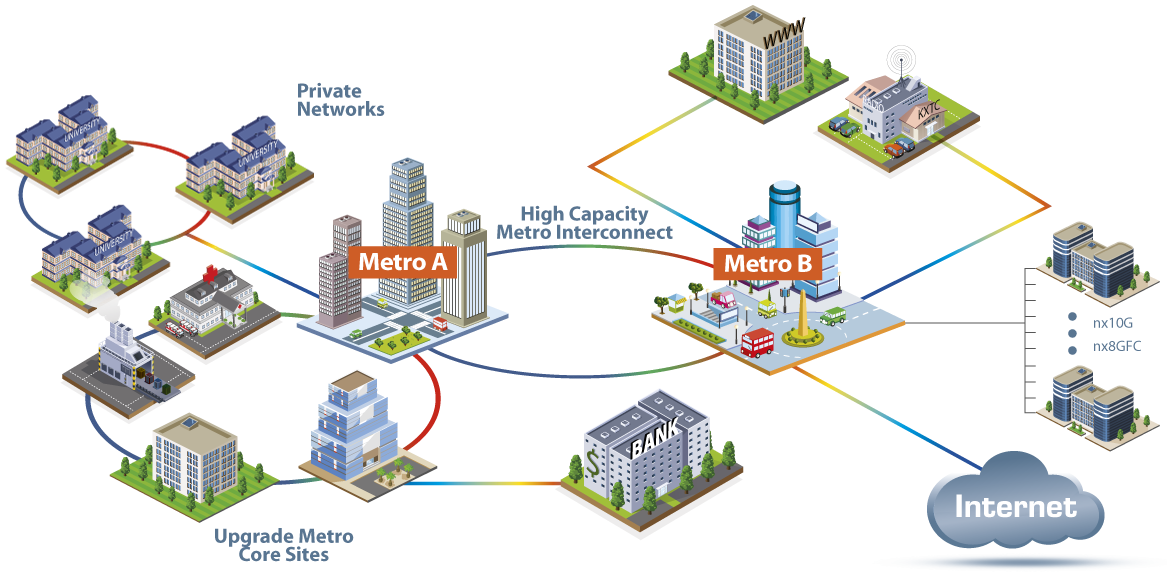 WWW
KXTC
Private
Networks
UNIVERSITY
UNIVERSITY
UNIVERSITY
High Capacity
Metro Interconnect
Metro A
Metro B
nx10G
nx8GFC
$ BANK
Internet
Upgrade Metro
Core Sites